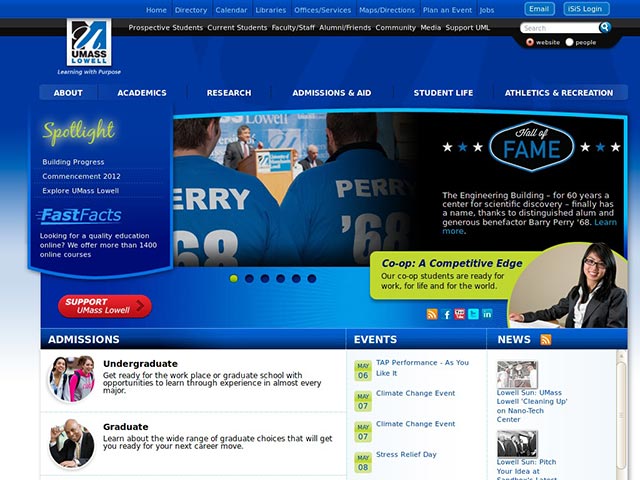 Home Directory Calendar Libraries Offices/Services Maps/Directions Plan an Event Jobs
Email ISiS Login
UMASS
LOWELL
Learning with Purpose
Prospective Students Current Students Faculty/Staff Alumni/Friends Community Media Support UML
Search
website people
ABOUT ACADEMICS RESEARCH ADMISSIONS & AID STUDENT LIFE ATHLETICS & RECREATION
Spotlight
Building Progress
Commencement 2012
Explore UMass Lowell
FastFacts
Looking for a quality education
online? We offer more than 1400
online courses
Lowell
PERRY
'68
PERRY
'68
Hall of
FAME
The Engineering Building – for 60 years a
center for scientific discovery – finally has
a name, thanks to distinguished alum and
generous benefactor Barry Perry '68. Learn
more.
Co-op: A Competitive Edge
Our co-op students are ready for
work, for life and for the world.
SUPPORT
UMass Lowell
ADMISSIONS
Undergraduate
Get ready for the work place or graduate school with
opportunities to learn through experience in almost every
major.
Graduate
Learn about the wide range of graduate choices that will get
you ready for your next career move.
EVENTS
MAY
06
TAP Performance - As You
Like It
MAY
07
Climate Change Event
MAY
07
Climate Change Event
MAY
08
Stress Relief Day
NEWS
Lowell Sun: UMass
Lowell 'Cleaning Up'
on Nano-Tech
Center
Lowell Sun: Pitch
Your Idea at
Sandbox's Latest